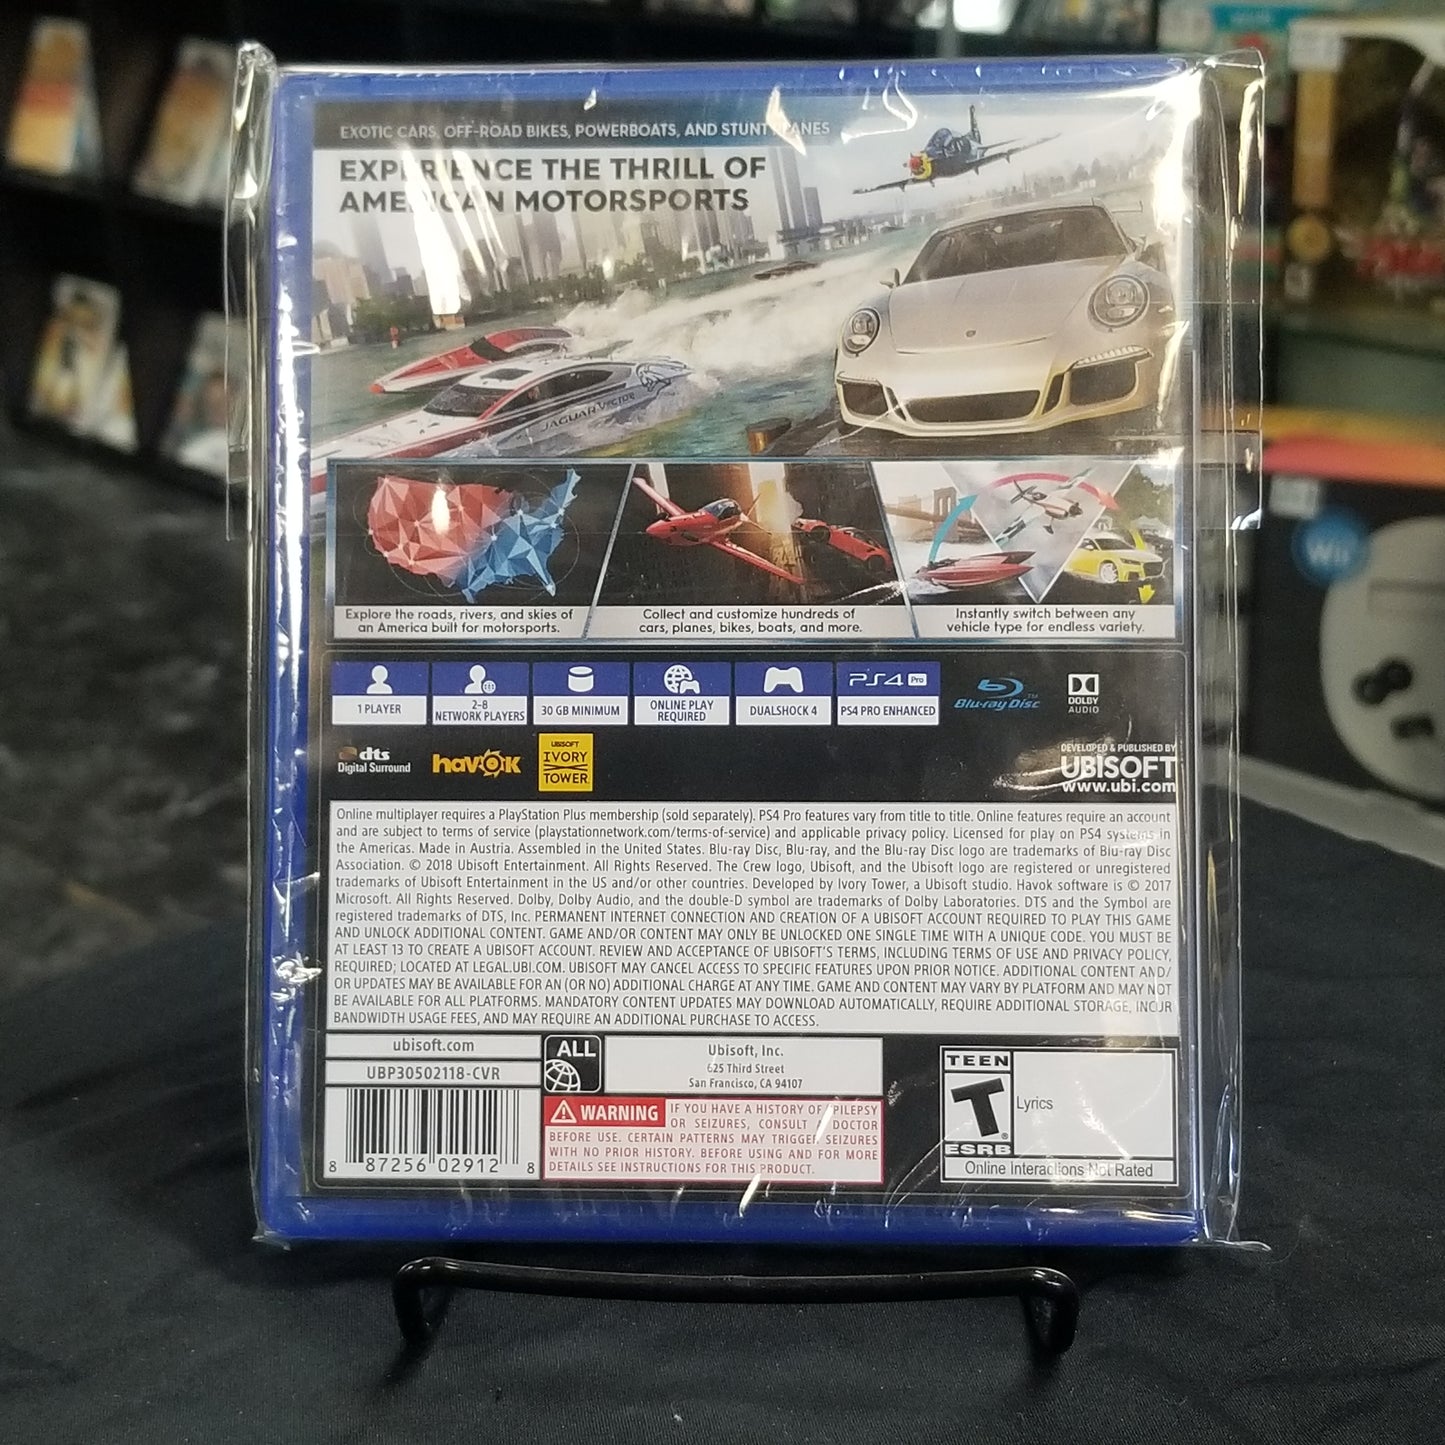 EXOTIC CARS, OFF-ROAD BIKES, POWERBOATS, AND STUNT PLANES
EXPERIENCE THE THRILL OF
AMERICAN MOTORSPORTS
JAGUAR VECTOR
Explore the roads, rivers, and skies of
an America built for motorsports.
Collect and customize hundreds of
cars, planes, bikes, boats, and more.
Instantly switch between any
vehicle type for endless variety.
1 PLAYER
2-8
NETWORK PLAYERS
30 GB MINIMUM
ONLINE PLAY
REQUIRED
DUALSHOCK 4
PS4 Pro
PS4 PRO ENHANCED
Blu-ray Disc™
DOLBY
AUDIO
dts
Digital Surround
havok
UBISOFT
IVORY
TOWER
DEVELOPED & PUBLISHED BY
UBISOFT
www.ubi.com
Online multiplayer requires a PlayStation Plus membership (sold separately). PS4 Pro features vary from title to title. Online features require an account
and are subject to terms of service (playstationnetwork.com/terms-of-service) and applicable privacy policy. Licensed for play on PS4 systems in
the Americas. Made in Austria. Assembled in the United States. Blu-ray Disc, Blu-ray, and the Blu-ray Disc logo are trademarks of Blu-ray Disc
Association. © 2018 Ubisoft Entertainment. All Rights Reserved. The Crew logo, Ubisoft, and the Ubisoft logo are registered or unregistered
trademarks of Ubisoft Entertainment in the US and/or other countries. Developed by Ivory Tower, a Ubisoft studio. Havok software is © 2017
Microsoft. All Rights Reserved. Dolby, Dolby Audio, and the double-D symbol are trademarks of Dolby Laboratories. DTS and the Symbol are
registered trademarks of DTS, Inc. PERMANENT INTERNET CONNECTION AND CREATION OF A UBISOFT ACCOUNT REQUIRED TO PLAY THIS GAME
AND UNLOCK ADDITIONAL CONTENT. GAME AND/OR CONTENT MAY ONLY BE UNLOCKED ONE SINGLE TIME WITH A UNIQUE CODE. YOU MUST BE
AT LEAST 13 TO CREATE A UBISOFT ACCOUNT. REVIEW AND ACCEPTANCE OF UBISOFT'S TERMS, INCLUDING TERMS OF USE AND PRIVACY POLICY,
REQUIRED; LOCATED AT LEGAL.UBI.COM. UBISOFT MAY CANCEL ACCESS TO SPECIFIC FEATURES UPON PRIOR NOTICE. ADDITIONAL CONTENT AND/
OR UPDATES MAY BE AVAILABLE FOR AN (OR NO) ADDITIONAL CHARGE AT ANY TIME. GAME AND CONTENT MAY VARY BY PLATFORM AND MAY NOT
BE AVAILABLE FOR ALL PLATFORMS. MANDATORY CONTENT UPDATES MAY DOWNLOAD AUTOMATICALLY, REQUIRE ADDITIONAL STORAGE, INCUR
BANDWIDTH USAGE FEES, AND MAY REQUIRE AN ADDITIONAL PURCHASE TO ACCESS.
ubisoft.com
UBP30502118-CVR
8 87256 02912 8
ALL
Ubisoft, Inc.
625 Third Street
San Francisco, CA 94107
WARNING IF YOU HAVE A HISTORY OF EPILEPSY
OR SEIZURES, CONSULT A DOCTOR
BEFORE USE. CERTAIN PATTERNS MAY TRIGGER SEIZURES
WITH NO PRIOR HISTORY. BEFORE USING AND FOR MORE
DETAILS SEE INSTRUCTIONS FOR THIS PRODUCT.
TEEN
T
ESRB
Lyrics
Online Interactions Not Rated
Wii